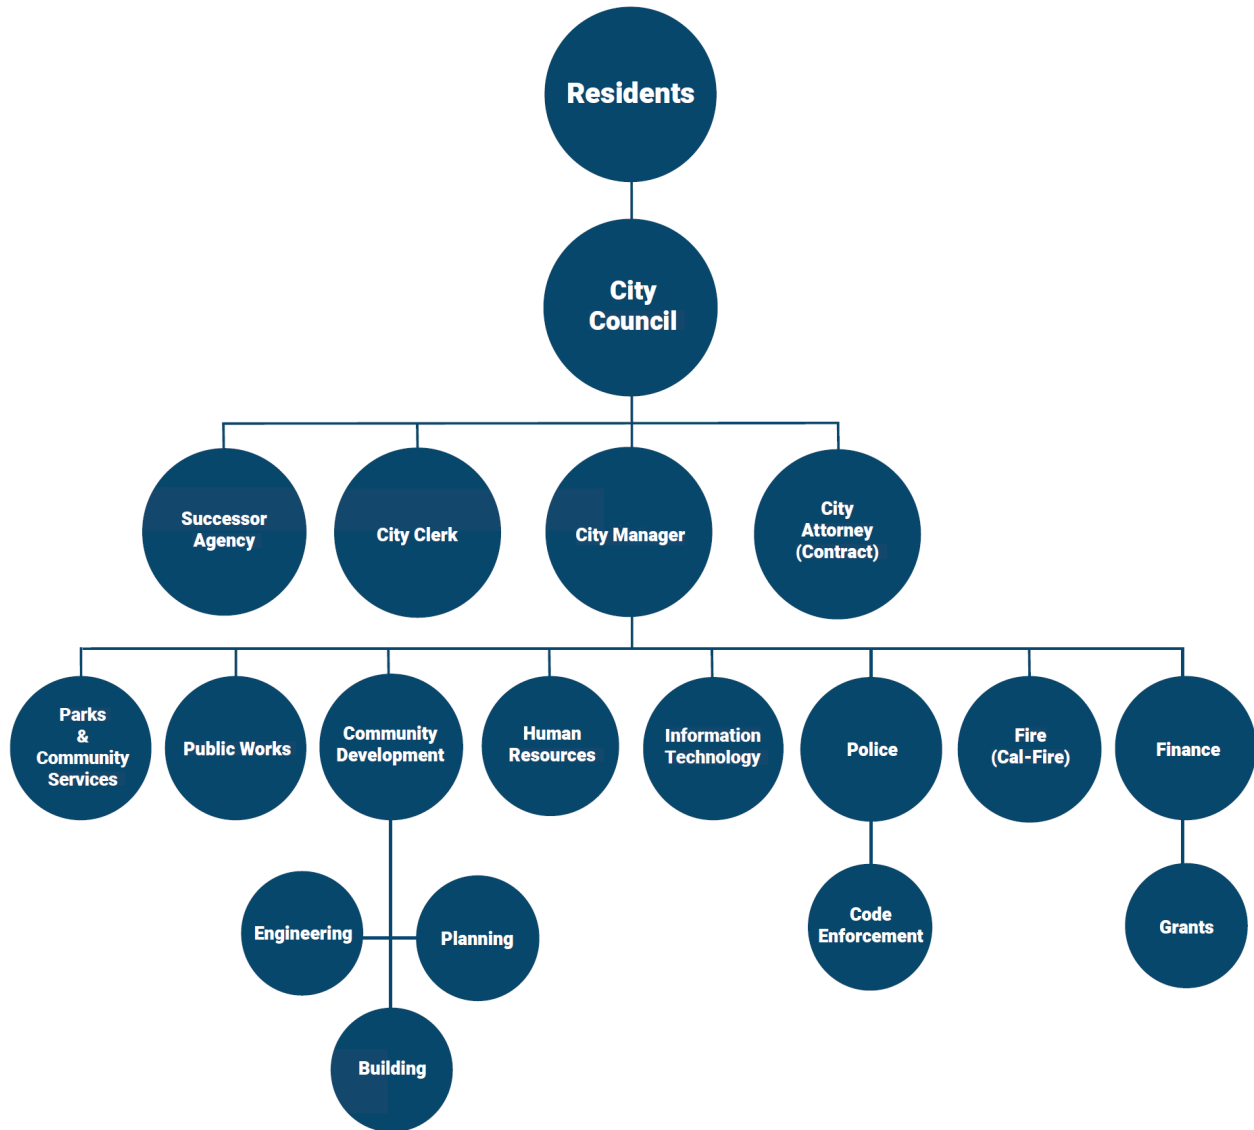 Residents
City
Council
Successor
Agency
City Clerk
City Manager
City
Attorney
(Contract)
Parks
&
Community
Services
Public Works
Community
Development
Human
Resources
Information
Technology
Police
Fire
(Cal-Fire)
Finance
Engineering
Planning
Building
Code
Enforcement
Grants